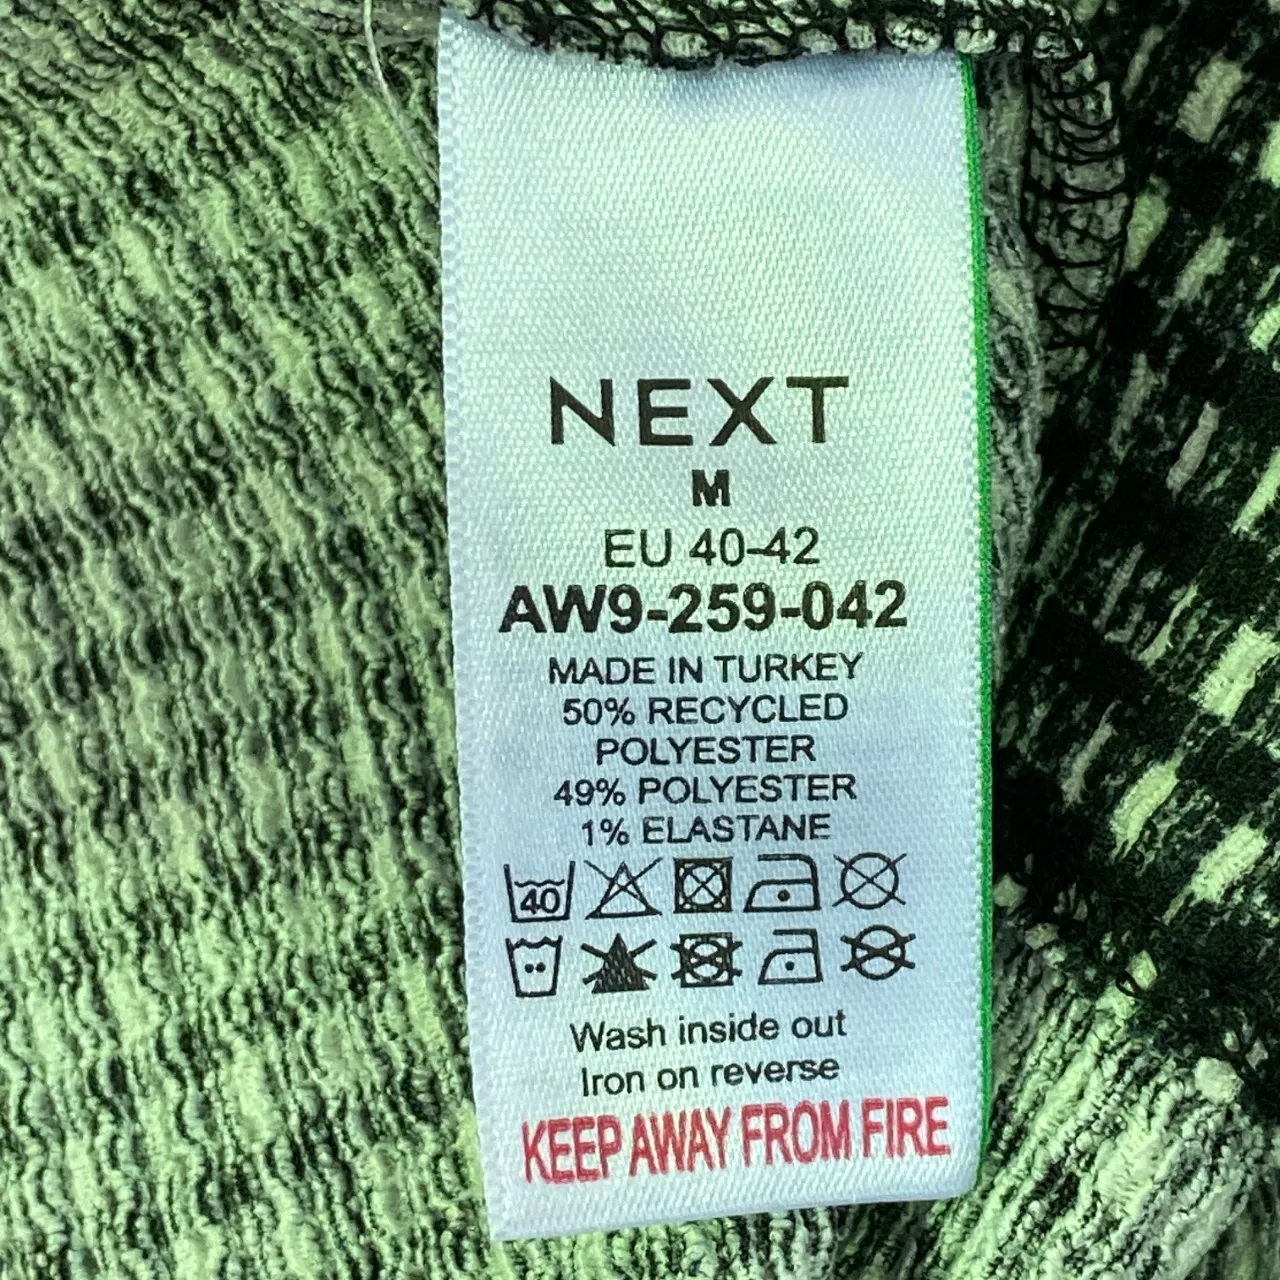 NEXT
M
EU 40-42
AW9-259-042
MADE IN TURKEY
50% RECYCLED
POLYESTER
49% POLYESTER
1% ELASTANE
40
Wash inside out
Iron on reverse
KEEP AWAY FROM FIRE